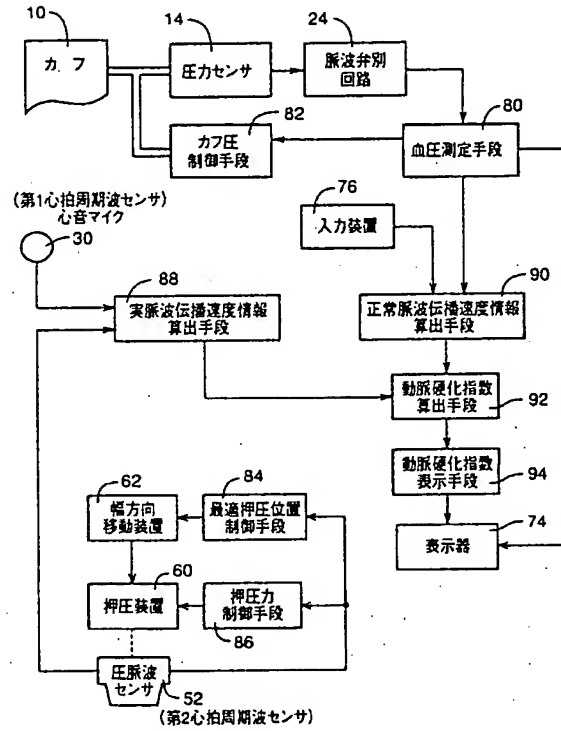 10
カフ
14
圧力センサ
24
脈波弁別
回路
82
カフ圧
制御手段
80
血圧測定手段
(第1心拍周期波センサ)
心音マイク
30
76
入力装置
88
実脈波伝播速度情報
算出手段
90
正常脈波伝播速度情報
算出手段
動脈硬化指数
算出手段
92
62
幅方向
移動装置
84
最適押圧位置
制御手段
動脈硬化指数
表示手段
94
74
表示器
60
押圧装置
押圧力
制御手段
86
圧脈波
センサ
52
(第2心拍周期波センサ)